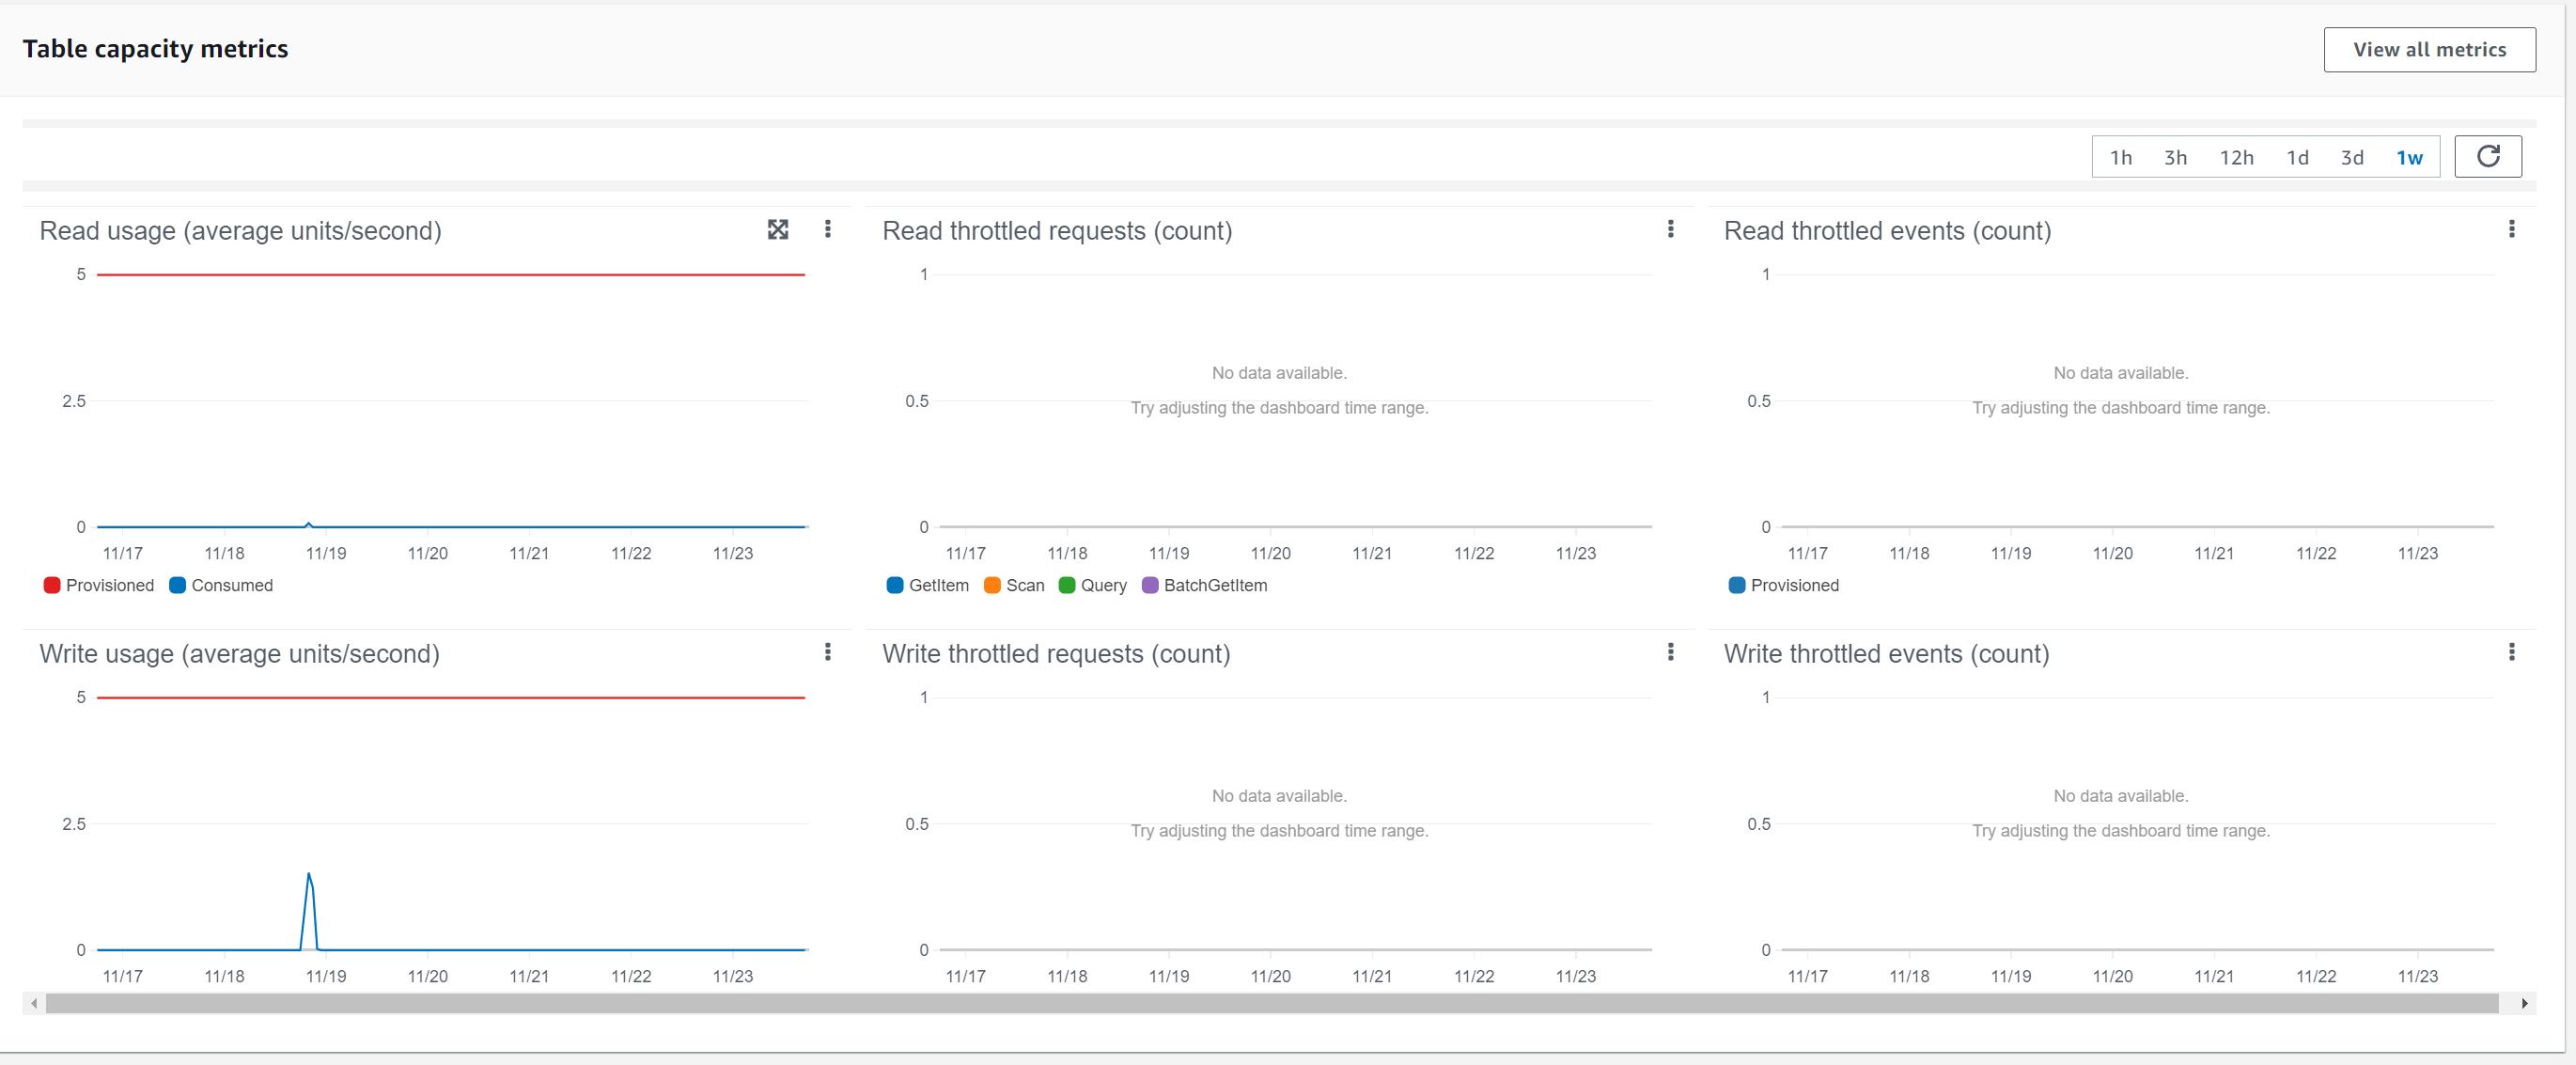 Table capacity metrics
View all metrics
1h 3h 12h 1d 3d 1w
Read usage (average units/second)
5
2.5
0
11/17 11/18 11/19 11/20 11/21 11/22 11/23
Provisioned Consumed
Read throttled requests (count)
1
No data available.
0.5
Try adjusting the dashboard time range.
0
11/17 11/18 11/19 11/20 11/21 11/22 11/23
GetItem Scan Query BatchGetItem
Read throttled events (count)
1
No data available.
0.5
Try adjusting the dashboard time range.
0
11/17 11/18 11/19 11/20 11/21 11/22 11/23
Provisioned
Write usage (average units/second)
5
2.5
0
11/17 11/18 11/19 11/20 11/21 11/22 11/23
Write throttled requests (count)
1
No data available.
0.5
Try adjusting the dashboard time range.
0
11/17 11/18 11/19 11/20 11/21 11/22 11/23
Write throttled events (count)
1
No data available.
0.5
Try adjusting the dashboard time range.
0
11/17 11/18 11/19 11/20 11/21 11/22 11/23